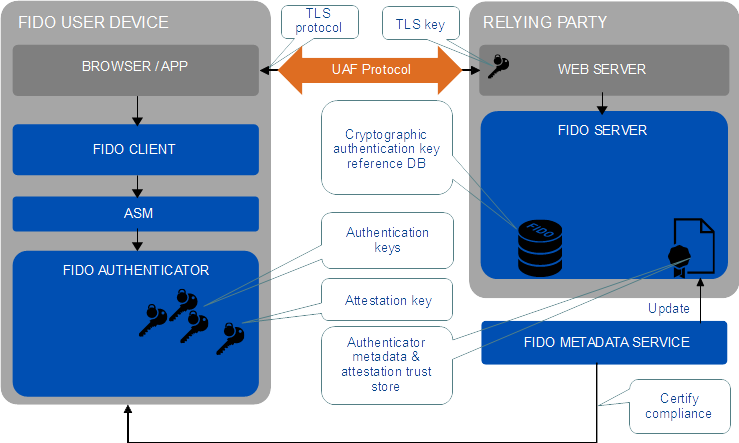 FIDO USER DEVICE
TLS
protocol
TLS key
RELYING PARTY
BROWSER / APP
UAF Protocol
WEB SERVER
Cryptographic
authentication key
reference DB
FIDO SERVER
FIDO CLIENT
ASM
FIDO
Authentication
keys
FIDO AUTHENTICATOR
Attestation key
Update
Authenticator
metadata &
attestation trust
store
FIDO METADATA SERVICE
Certify
compliance